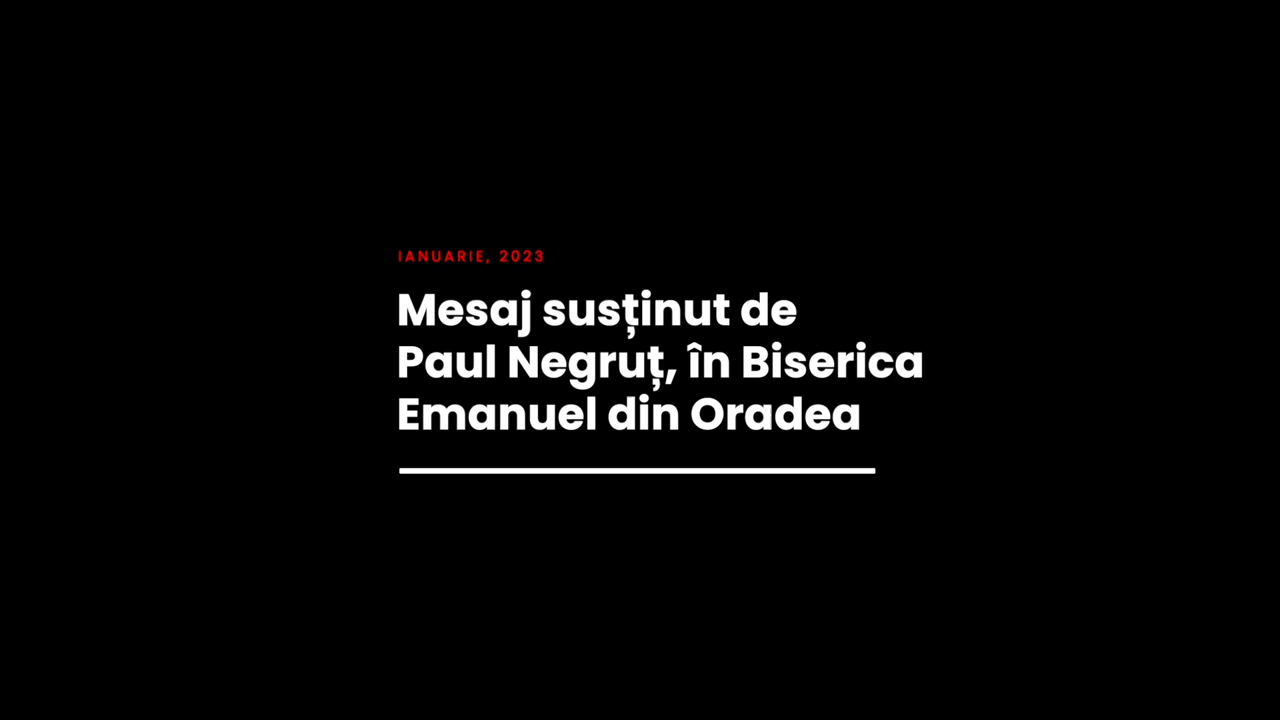 IANUARIE, 2023
Mesaj susținut de
Paul Negruț, în Biserica
Emanuel din Oradea